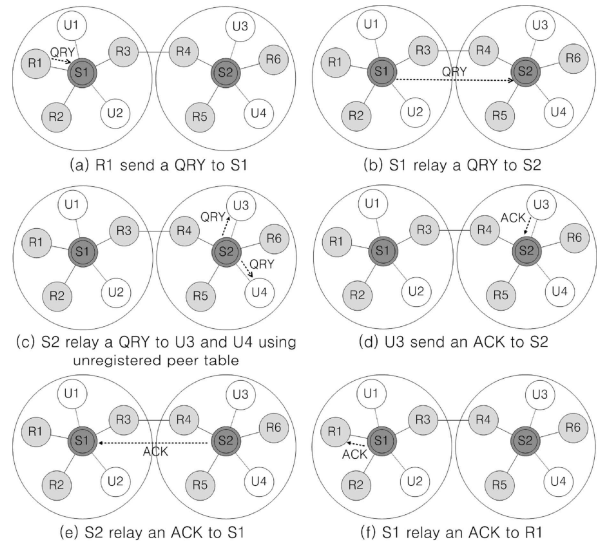 U1
U3
R1
QRY
S1
R3
R4
S2
R6
R2
U2
R5
U4
(a) R1 send a QRY to S1
U1
U3
R1
S1
R3
R4
QRY
S2
R6
R2
U2
R5
U4
(b) S1 relay a QRY to S2
U1
U3
R1
S1
R3
R4
QRY
S2
QRY
R6
R2
U2
R5
U4
(c) S2 relay a QRY to U3 and U4 using
unregistered peer table
U1
U3
R1
S1
R3
R4
ACK
S2
R6
R2
U2
R5
U4
(d) U3 send an ACK to S2
U1
U3
R1
S1
R3
R4
ACK
S2
R6
R2
U2
R5
U4
(e) S2 relay an ACK to S1
U1
U3
R1
ACK
S1
R3
R4
S2
R6
R2
U2
R5
U4
(f) S1 relay an ACK to R1